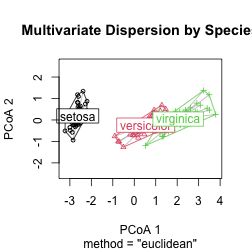 Multivariate Dispersion by Species
PCoA 2
2
1
0
-1
-2
setosa
versicolor
virginica
-3 -2 -1 0 1 2 3 4
PCoA 1
method = "euclidean"